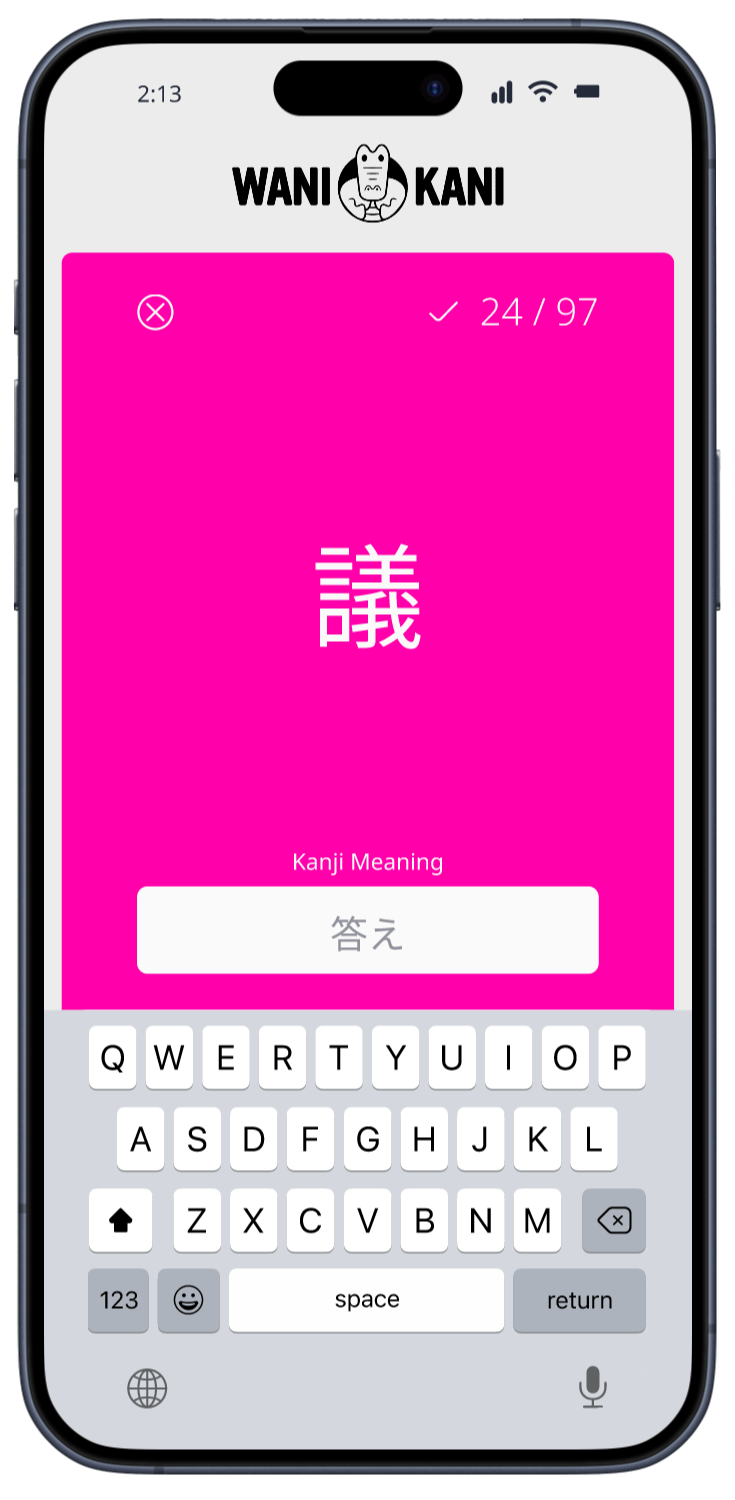 2:13
WANI KANI
24 / 97
議
Kanji Meaning
答え
Q W E R T Y U I O P
A S D F G H J K L
Z X C V B N M
123 space return